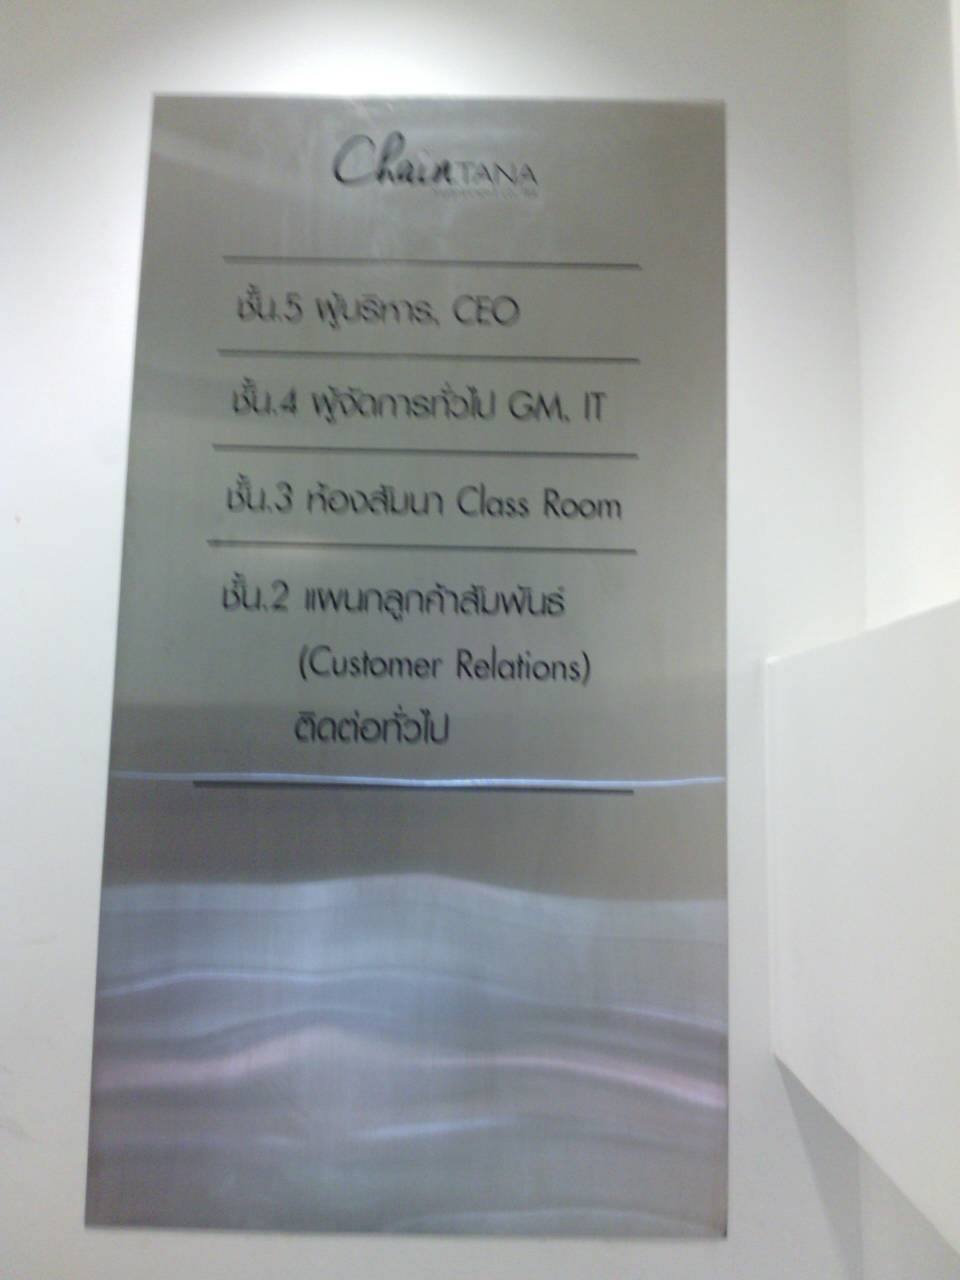 ChainTANA
ชั้น.5 ผู้บริหาร, CEO
ชั้น.4 ผู้จัดการทั่วไป GM, IT
ชั้น.3 ห้องสัมนา Class Room
ชั้น.2 แผนกลูกค้าสัมพันธ์
(Customer Relations)
ติดต่อทั่วไป